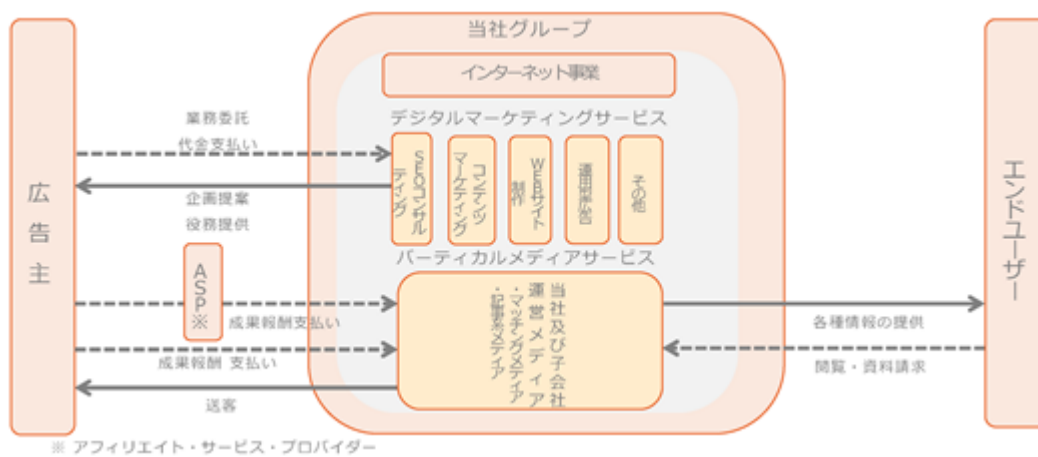 当社グループ
インターネット事業
デジタルマーケティングサービス
業務委託
代金支払い
企画提案
役務提供
広告主
SEOコンサル
ティング
コンテンツ
マーケティング
WEBサイト
制作
運用型広告
その他
バーティカルメディアサービス
ASP※
成果報酬支払い
成果報酬 支払い
送客
当社及び子会社
運営メディア
・マッチングメディア
・記事系メディア
各種情報の提供
閲覧・資料請求
エンドユーザー
※ アフィリエイト・サービス・プロバイダー